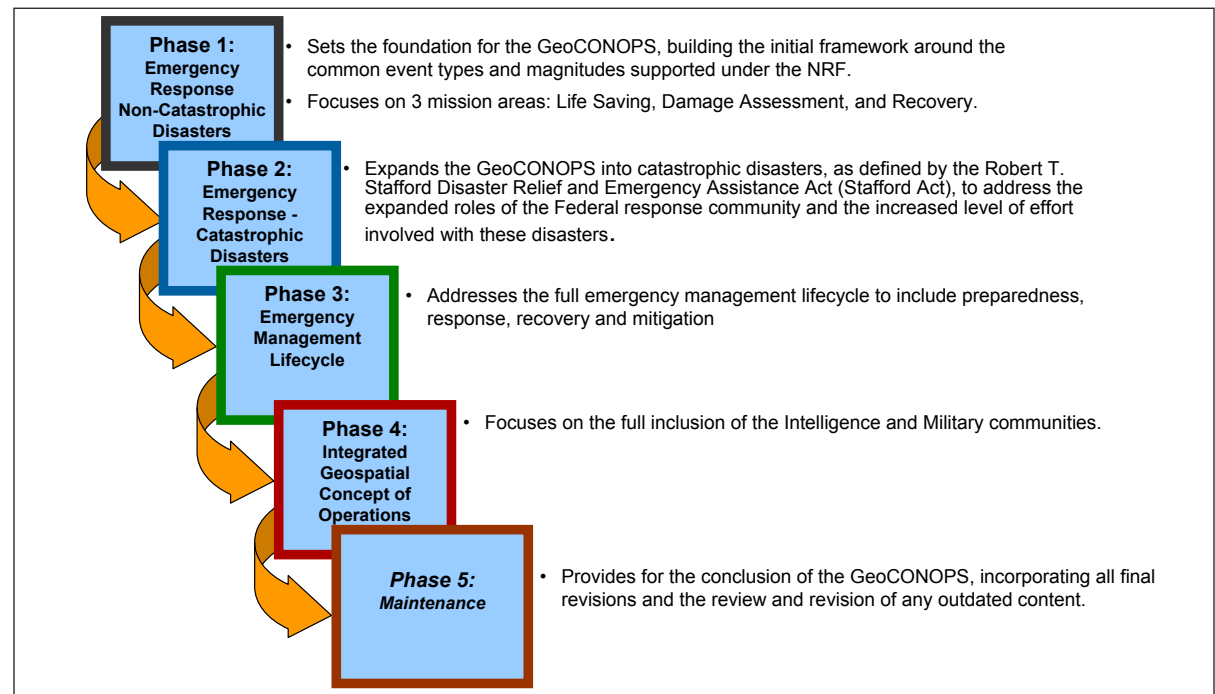 Phase 1:
Emergency
Response
Non-Catastrophic
Disasters
• Sets the foundation for the GeoCONOPS, building the initial framework around the
common event types and magnitudes supported under the NRF.
• Focuses on 3 mission areas: Life Saving, Damage Assessment, and Recovery.
Phase 2:
Emergency
Response -
Catastrophic
Disasters
• Expands the GeoCONOPS into catastrophic disasters, as defined by the Robert T.
Stafford Disaster Relief and Emergency Assistance Act (Stafford Act), to address the
expanded roles of the Federal response community and the increased level of effort
involved with these disasters.
Phase 3:
Emergency
Management
Lifecycle
• Addresses the full emergency management lifecycle to include preparedness,
response, recovery and mitigation
Phase 4:
Integrated
Geospatial
Concept of
Operations
• Focuses on the full inclusion of the Intelligence and Military communities.
Phase 5:
Maintenance
• Provides for the conclusion of the GeoCONOPS, incorporating all final
revisions and the review and revision of any outdated content.